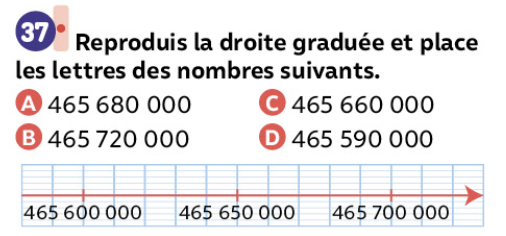 37 Reproduis la droite graduée et place
les lettres des nombres suivants.
A 465 680 000 C 465 660 000
B 465 720 000 D 465 590 000
465 600 000 465 650 000 465 700 000